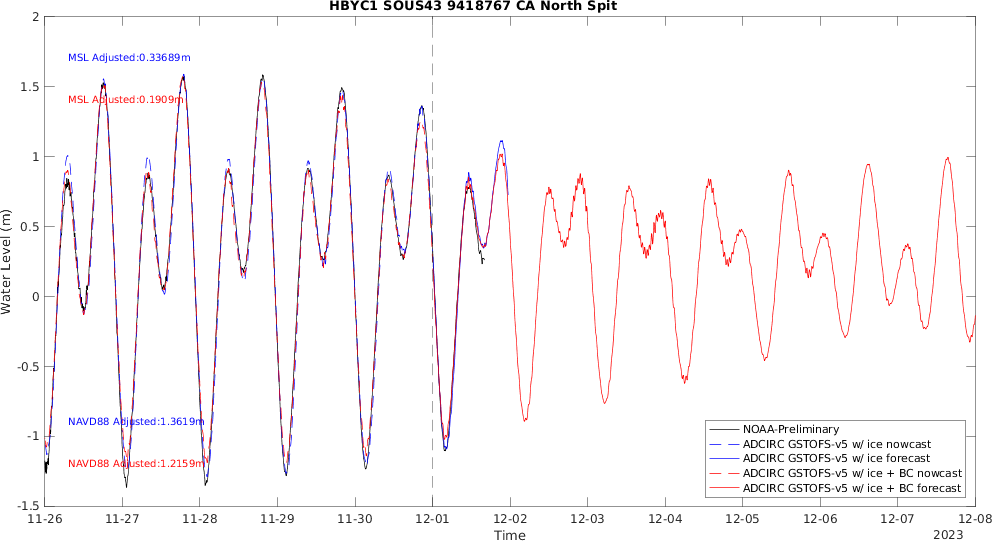 HBYC1 SOUS43 9418767 CA North Spit
2
1.5
1
0.5
0
-0.5
-1
-1.5
Water Level (m)
MSL Adjusted:0.33689m
MSL Adjusted:0.1909m
NAVD88 Adjusted:1.3619m
NAVD88 Adjusted:1.2159m
NOAA-Preliminary
ADCIRC GSTOFS-v5 w/ ice nowcast
ADCIRC GSTOFS-v5 w/ ice forecast
ADCIRC GSTOFS-v5 w/ ice + BC nowcast
ADCIRC GSTOFS-v5 w/ ice + BC forecast
11-26 11-27 11-28 11-29 11-30 12-01 12-02 12-03 12-04 12-05 12-06 12-07 12-08
Time
2023